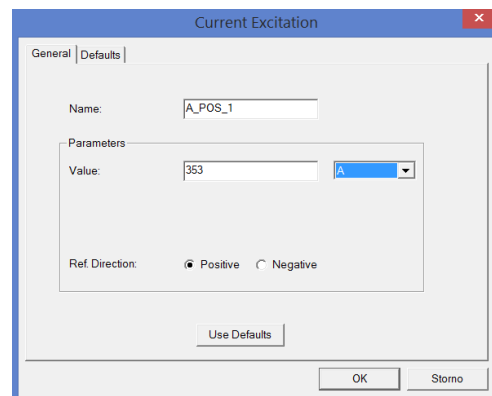 Current Excitation
General Defaults
Name: A_POS_1
Parameters
Value: 353 A
Ref. Direction: Positive Negative
Use Defaults
OK Storno